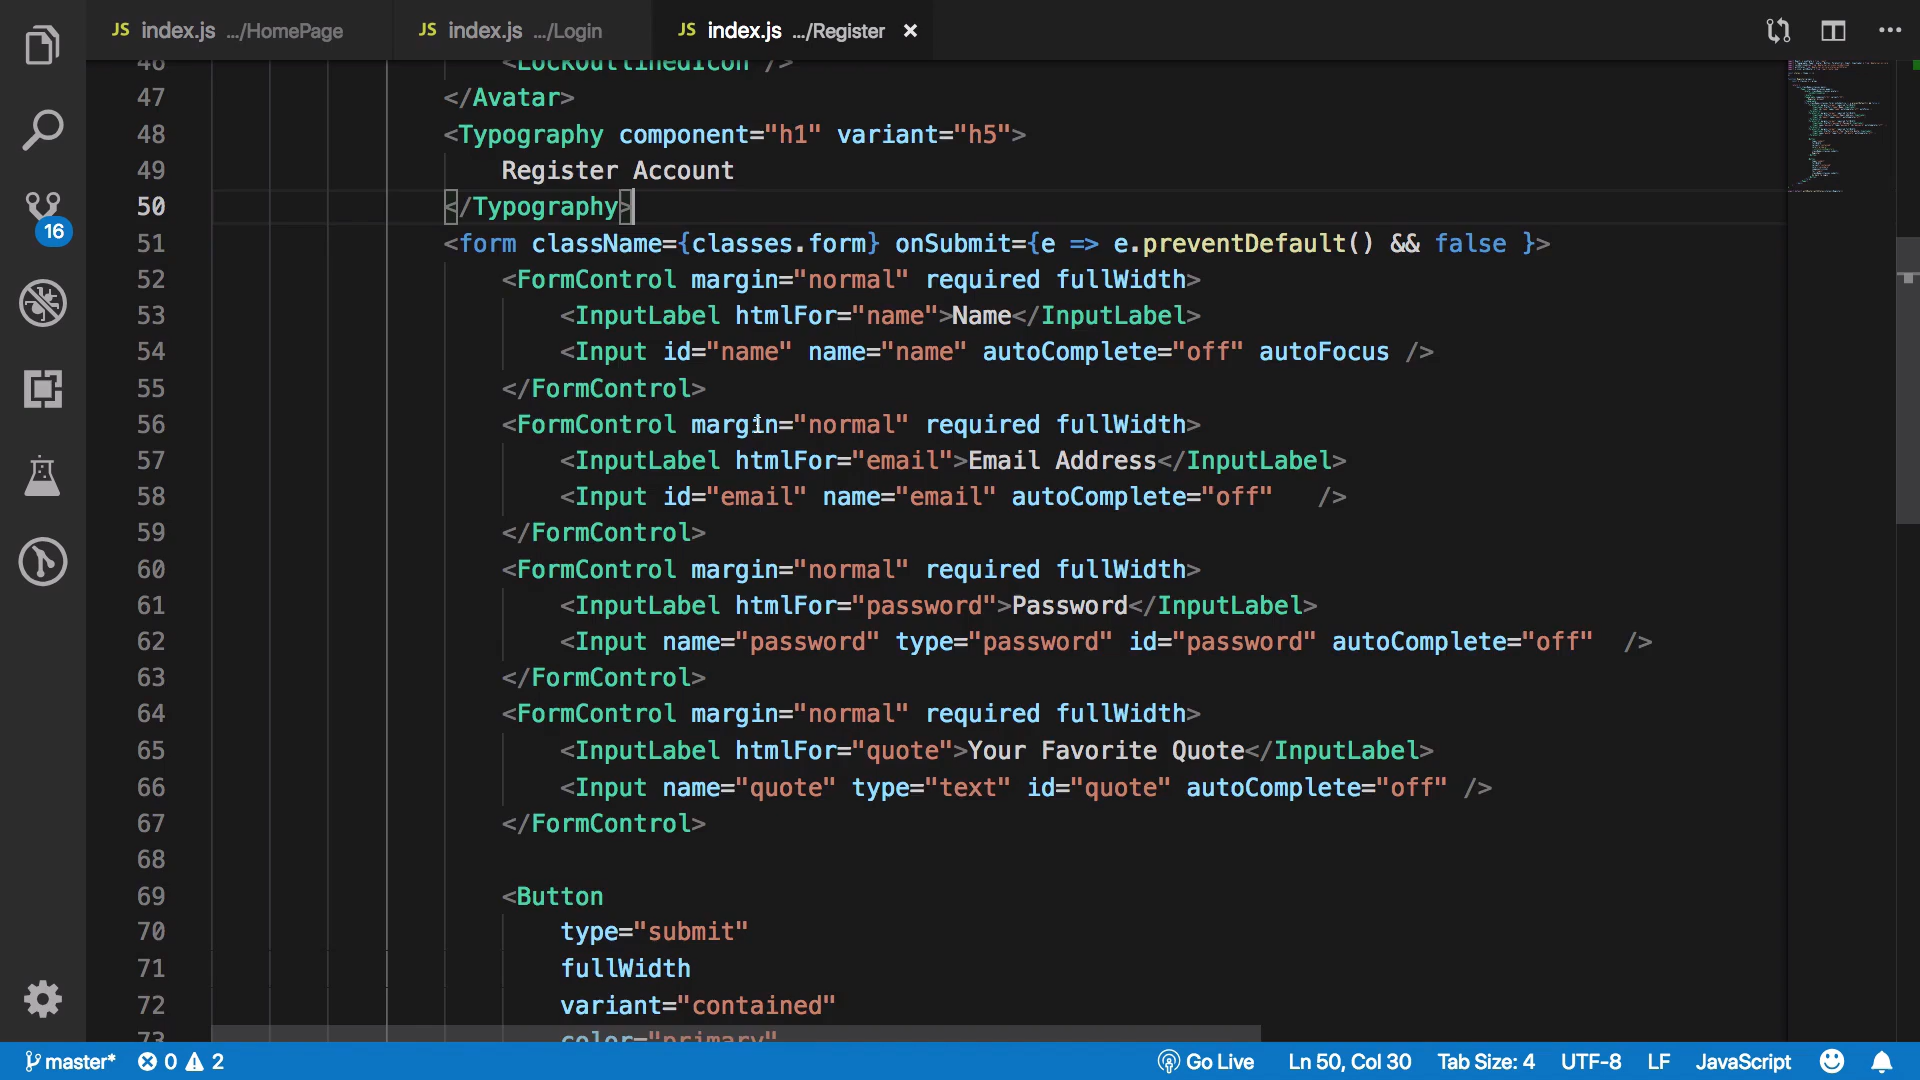 JS index.js .../HomePage
JS index.js .../Login
JS index.js .../Register
46 <LockOutlinedIcon />
47 </Avatar>
48 <Typography component="h1" variant="h5">
49 Register Account
50 </Typography>
51 <form className={classes.form} onSubmit={e => e.preventDefault() && false }>
52 <FormControl margin="normal" required fullWidth>
53 <InputLabel htmlFor="name">Name</InputLabel>
54 <Input id="name" name="name" autoComplete="off" autoFocus />
55 </FormControl>
56 <FormControl margin="normal" required fullWidth>
57 <InputLabel htmlFor="email">Email Address</InputLabel>
58 <Input id="email" name="email" autoComplete="off"   />
59 </FormControl>
60 <FormControl margin="normal" required fullWidth>
61 <InputLabel htmlFor="password">Password</InputLabel>
62 <Input name="password" type="password" id="password" autoComplete="off"  />
63 </FormControl>
64 <FormControl margin="normal" required fullWidth>
65 <InputLabel htmlFor="quote">Your Favorite Quote</InputLabel>
66 <Input name="quote" type="text" id="quote" autoComplete="off" />
67 </FormControl>
68
69 <Button
70 type="submit"
71 fullWidth
72 variant="contained"
73 color="primary"
16
master* 0 2 Go Live Ln 50, Col 30 Tab Size: 4 UTF-8 LF JavaScript